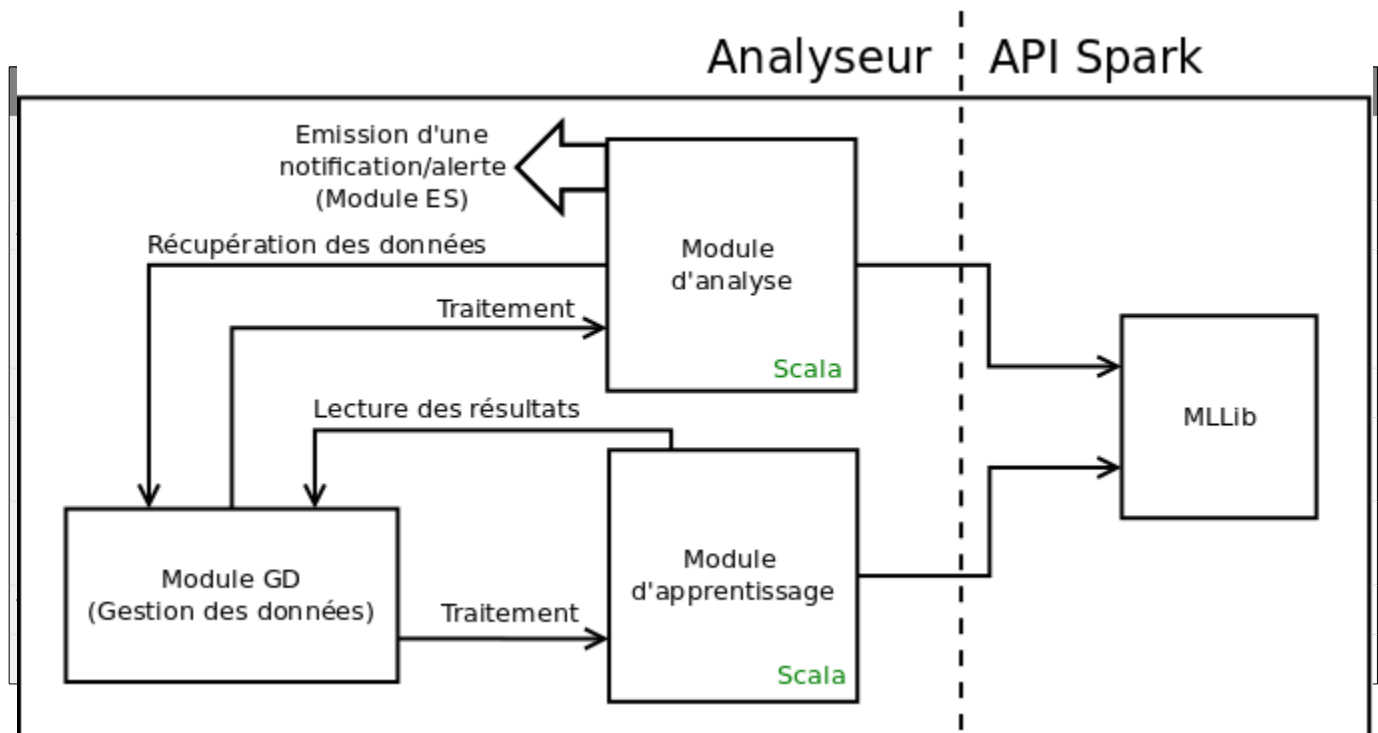 Analyseur
API Spark
Emission d'une
notification/alerte
(Module ES)
Récupération des données
Module
d'analyse
Traitement
Scala
Lecture des résultats
MLLib
Module GD
(Gestion des données)
Module
d'apprentissage
Traitement
Scala